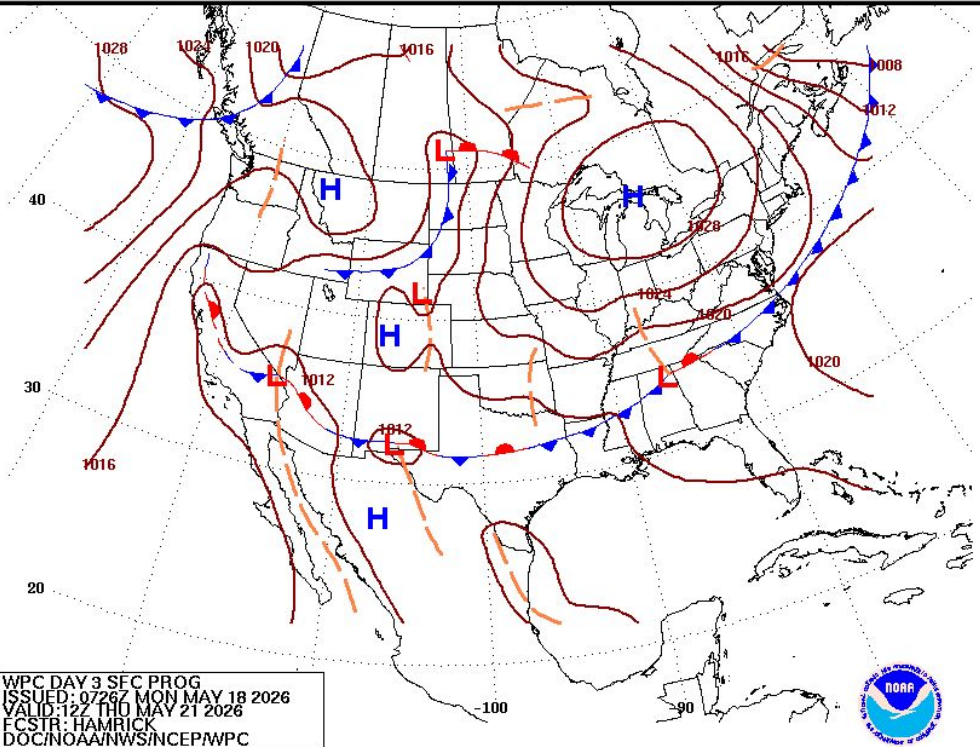 1028
1024
1020
1016
1016
1008
1012
40
L
H
H
1028
L
1024
1020
H
30
L
1012
L
1020
1012
L
1016
H
20
WPC DAY 3 SFC PROG
ISSUED: 0726Z MON MAY 18 2026
VALID:12Z THU MAY 21 2026
FCSTR: HAMRICK
DOC/NOAA/NWS/NCEP/WPC
-100
-90
NOAA